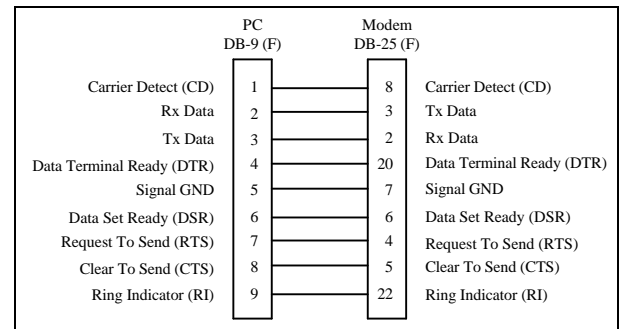 PC Modem
DB-9 (F) DB-25 (F)
Carrier Detect (CD) 1 8 Carrier Detect (CD)
Rx Data 2 3 Tx Data
Tx Data 3 2 Rx Data
Data Terminal Ready (DTR) 4 20 Data Terminal Ready (DTR)
Signal GND 5 7 Signal GND
Data Set Ready (DSR) 6 6 Data Set Ready (DSR)
Request To Send (RTS) 7 4 Request To Send (RTS)
Clear To Send (CTS) 8 5 Clear To Send (CTS)
Ring Indicator (RI) 9 22 Ring Indicator (RI)